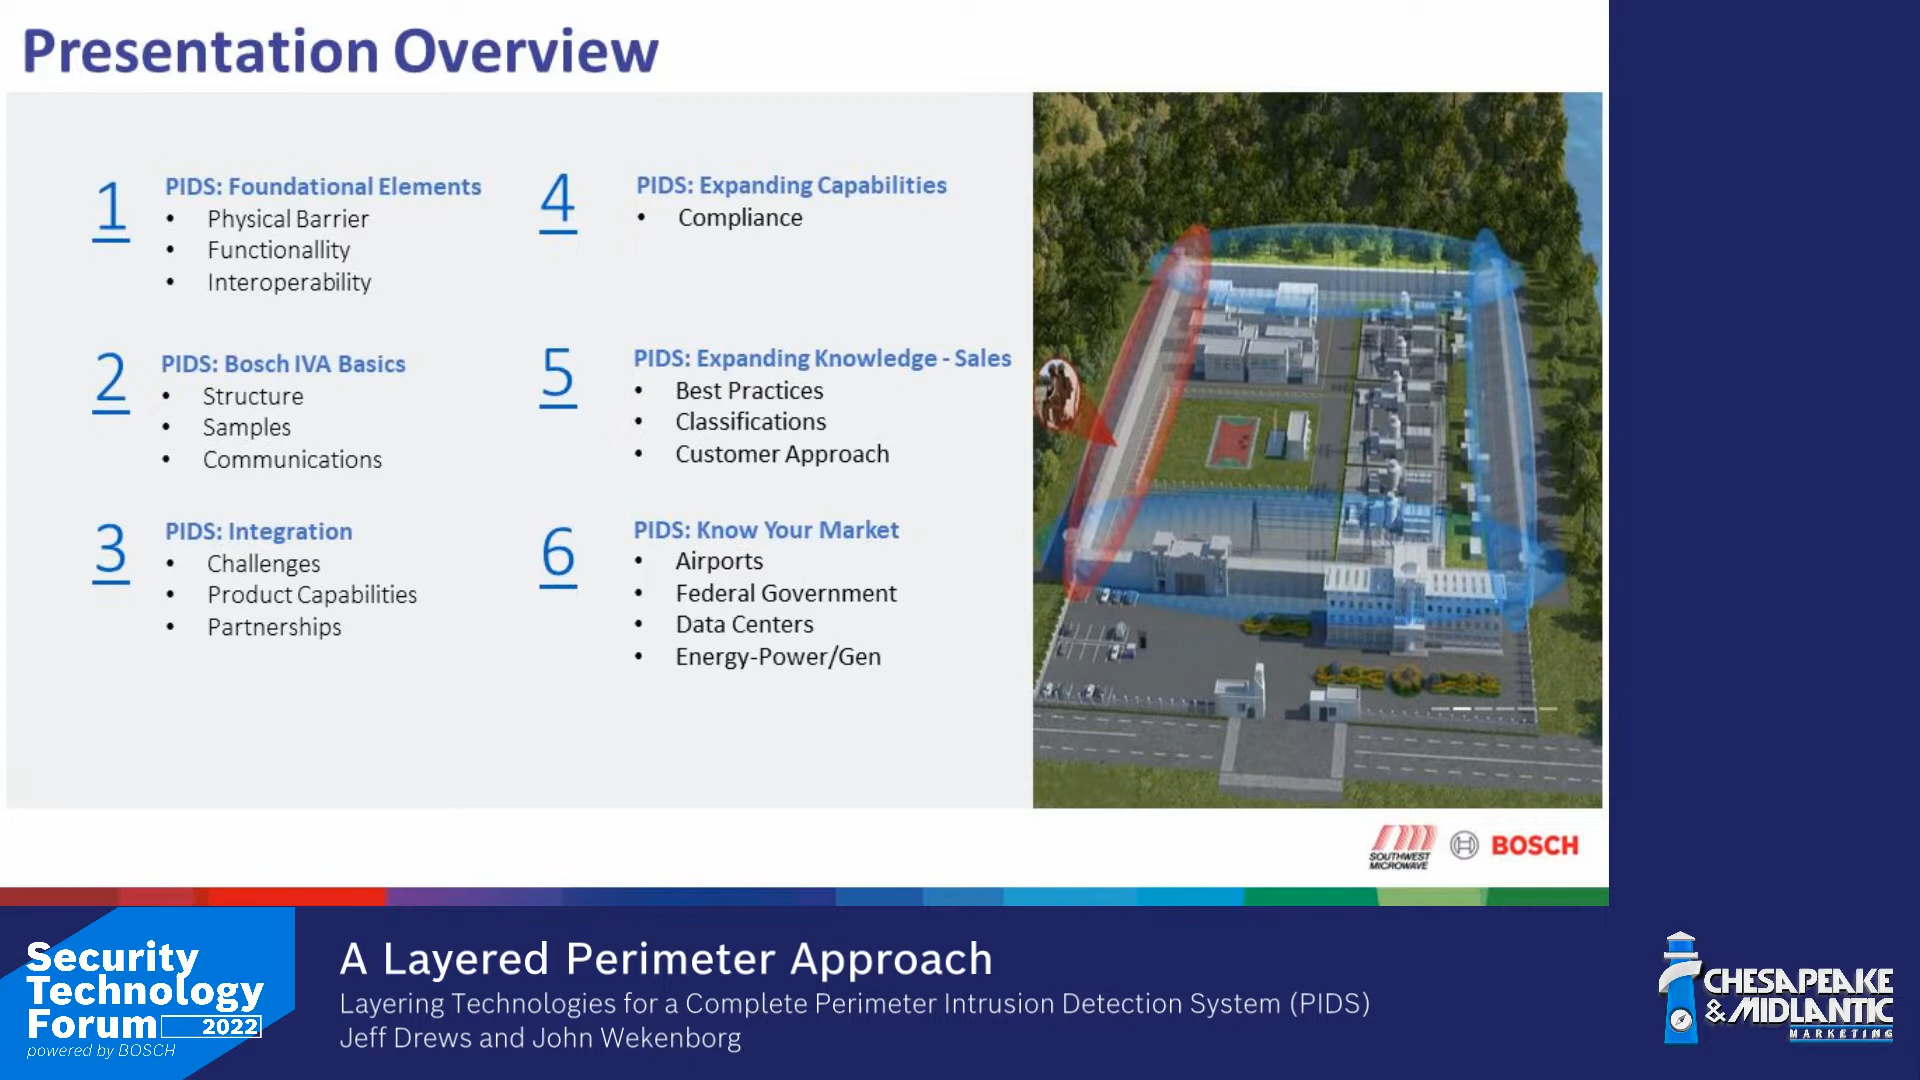 Presentation Overview
1
PIDS: Foundational Elements
• Physical Barrier
• Functionallity
• Interoperability
2
PIDS: Bosch IVA Basics
• Structure
• Samples
• Communications
3
PIDS: Integration
• Challenges
• Product Capabilities
• Partnerships
4
PIDS: Expanding Capabilities
• Compliance
5
PIDS: Expanding Knowledge - Sales
• Best Practices
• Classifications
• Customer Approach
6
PIDS: Know Your Market
• Airports
• Federal Government
• Data Centers
• Energy-Power/Gen
SOUTHWEST
MICROWAVE
BOSCH
Security
Technology
Forum 2022
powered by BOSCH
A Layered Perimeter Approach
Layering Technologies for a Complete Perimeter Intrusion Detection System (PIDS)
Jeff Drews and John Wekenborg
CHESAPEAKE
& MIDLANTIC
MARKETING